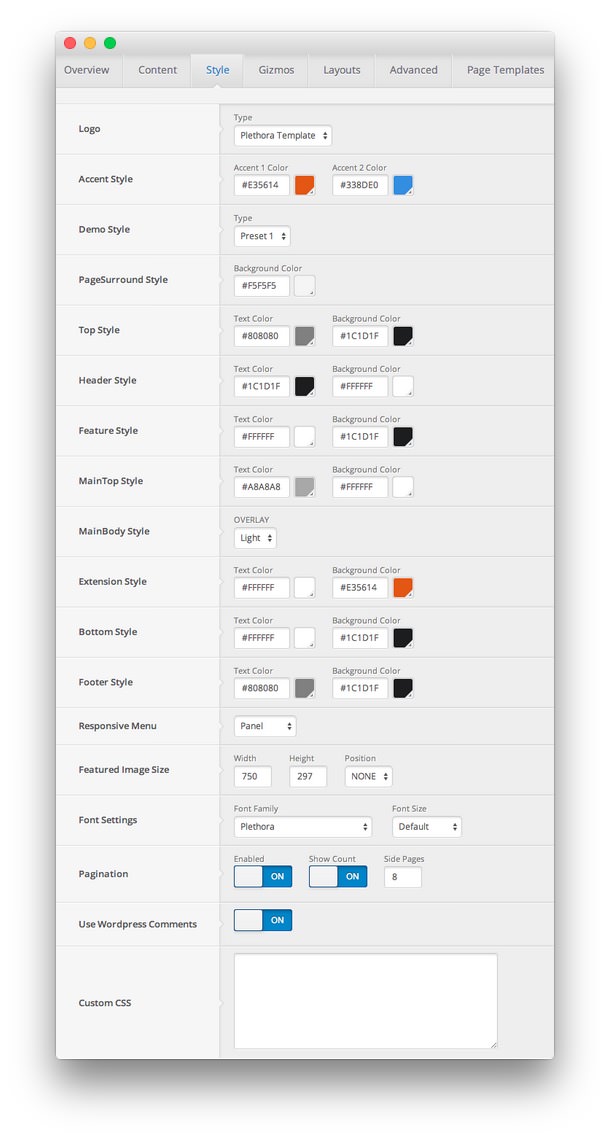 Overview Content Style Gizmos Layouts Advanced Page Templates
Logo
Type
Plethora Template
Accent Style
Accent 1 Color Accent 2 Color
#E35614 #338DE0
Demo Style
Type
Preset 1
PageSurround Style
Background Color
#F5F5F5
Top Style
Text Color Background Color
#808080 #1C1D1F
Header Style
Text Color Background Color
#1C1D1F #FFFFFF
Feature Style
Text Color Background Color
#FFFFFF #1C1D1F
MainTop Style
Text Color Background Color
#A8A8A8 #FFFFFF
MainBody Style
OVERLAY
Light
Extension Style
Text Color Background Color
#FFFFFF #E35614
Bottom Style
Text Color Background Color
#FFFFFF #1C1D1F
Footer Style
Text Color Background Color
#808080 #1C1D1F
Responsive Menu
Panel
Featured Image Size
Width Height Position
750 297 NONE
Font Settings
Font Family Font Size
Plethora Default
Pagination
Enabled Show Count Side Pages
ON ON 8
Use Wordpress Comments
ON
Custom CSS